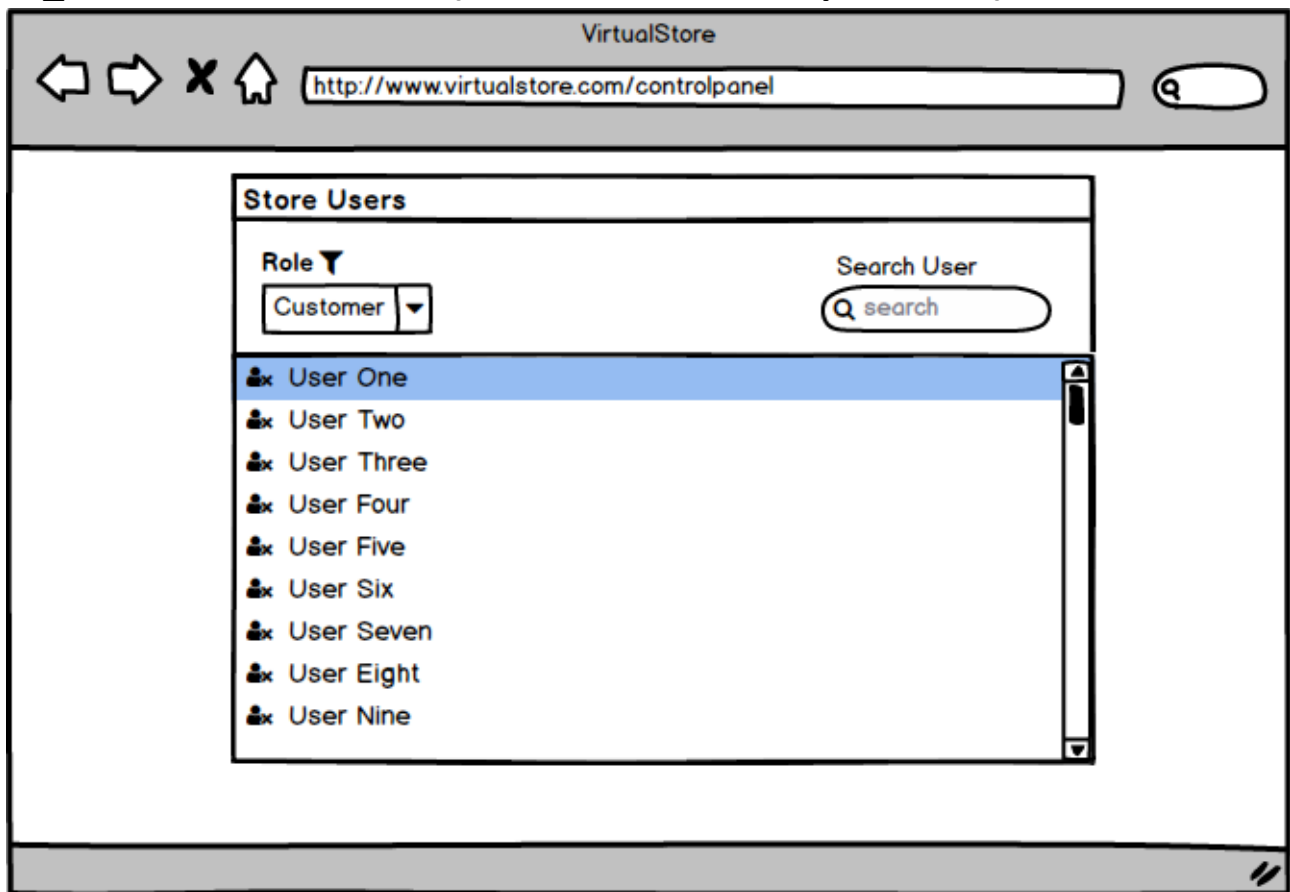 VirtualStore
http://www.virtualstore.com/controlpanel
Store Users
Role
Search User
Customer
search
User One
User Two
User Three
User Four
User Five
User Six
User Seven
User Eight
User Nine